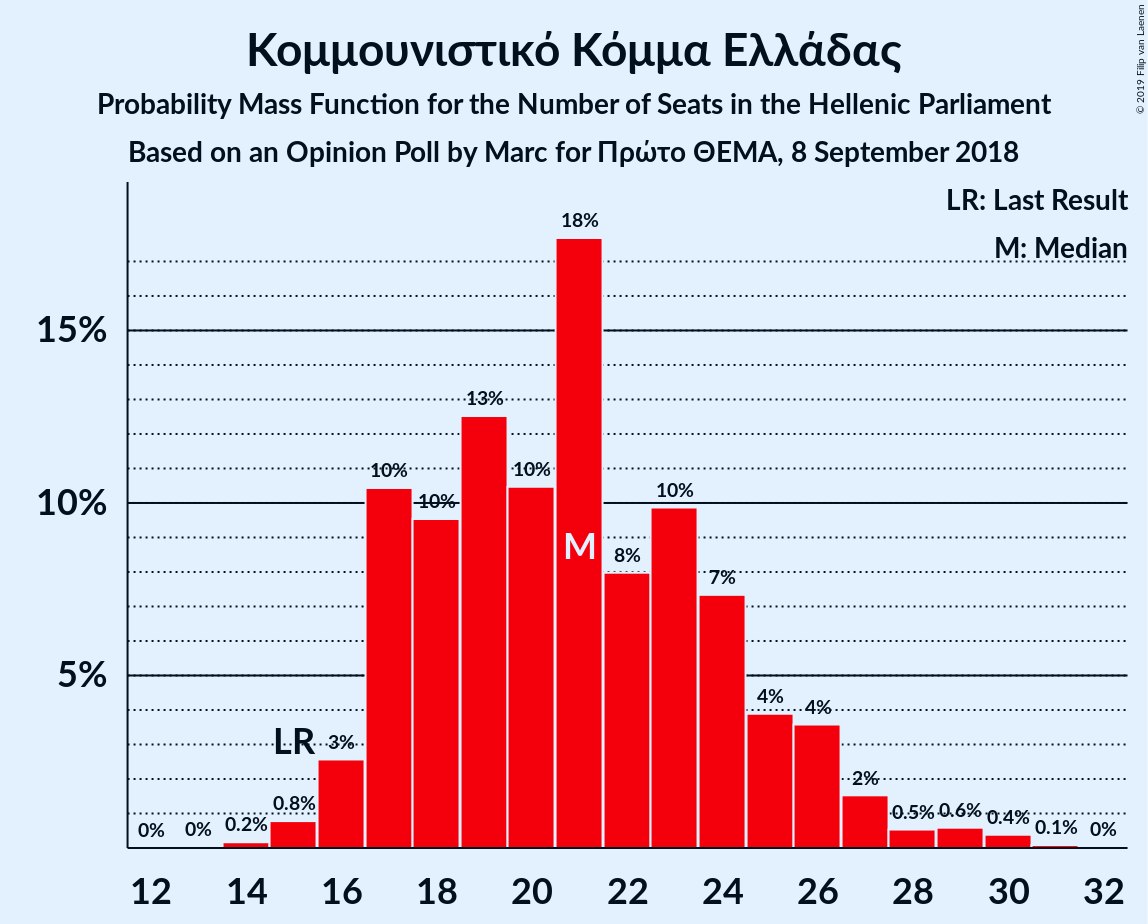 Κομμουνιστικό Κόμμα Ελλάδας
Probability Mass Function for the Number of Seats in the Hellenic Parliament
Based on an Opinion Poll by Marc for Πρώτο ΘΕΜΑ, 8 September 2018
© 2019 Filip van Laenen
LR: Last Result
M: Median
15%
10%
5%
0%
0%
0.2%
0.8%
LR
3%
10%
10%
13%
10%
18%
M
8%
10%
7%
4%
4%
2%
0.5%
0.6%
0.4%
0.1%
0%
12 14 16 18 20 22 24 26 28 30 32